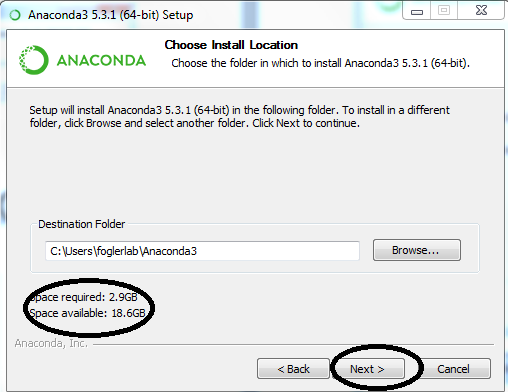 Anaconda3 5.3.1 (64-bit) Setup
ANACONDA
Choose Install Location
Choose the folder in which to install Anaconda3 5.3.1 (64-bit).
Setup will install Anaconda3 5.3.1 (64-bit) in the following folder. To install in a different
folder, click Browse and select another folder. Click Next to continue.
Destination Folder
C:\Users\foglerlab\Anaconda3
Browse...
Space required: 2.9GB
Space available: 18.6GB
Anaconda, Inc.
< Back
Next >
Cancel